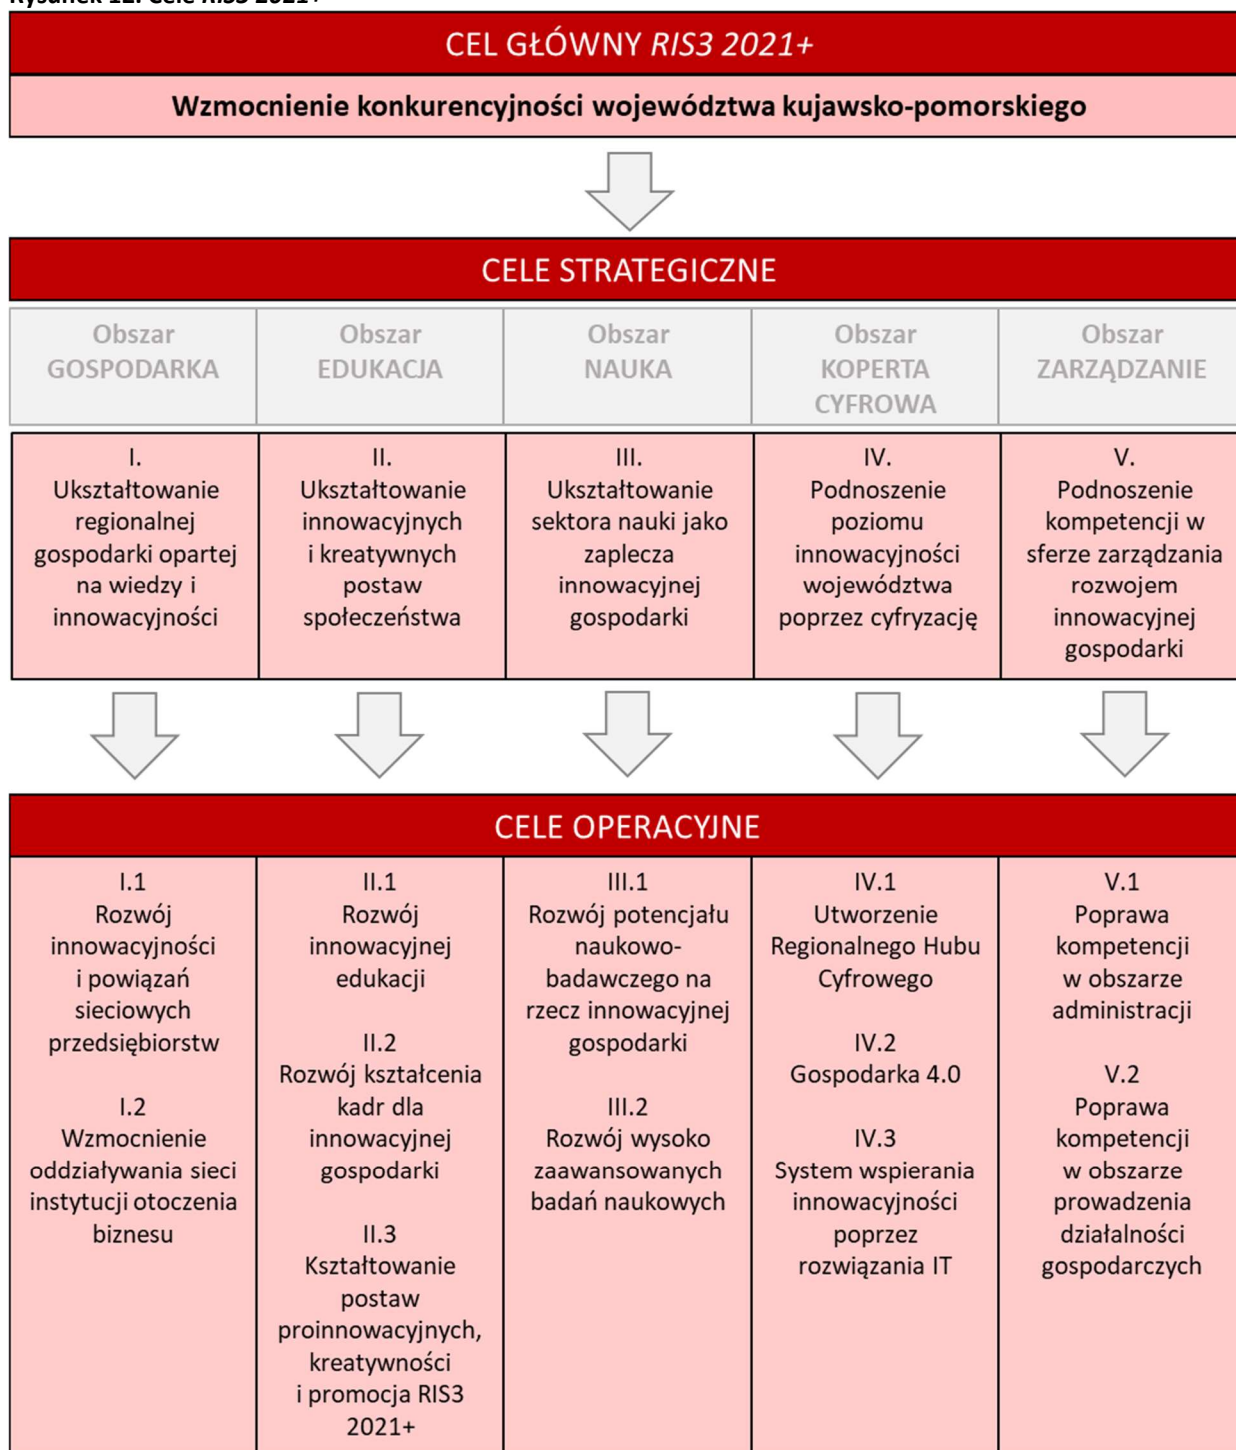 Rysunek 12. Cele RIS3 2021+
CEL GŁÓWNY RIS3 2021+
Wzmocnienie konkurencyjności województwa kujawsko-pomorskiego
CELE STRATEGICZNE
Obszar
GOSPODARKA
Obszar
EDUKACJA
Obszar
NAUKA
Obszar
KOPERTA
CYFROWA
Obszar
ZARZĄDZANIE
I.
Ukształtowanie
regionalnej
gospodarki opartej
na wiedzy i
innowacyjności
II.
Ukształtowanie
innowacyjnych
i kreatywnych
postaw
społeczeństwa
III.
Ukształtowanie
sektora nauki jako
zaplecza
innowacyjnej
gospodarki
IV.
Podnoszenie
poziomu
innowacyjności
województwa
poprzez cyfryzację
V.
Podnoszenie
kompetencji w
sferze zarządzania
rozwojem
innowacyjnej
gospodarki
CELE OPERACYJNE
I.1
Rozwój
innowacyjności
i powiązań
sieciowych
przedsiębiorstw
I.2
Wzmocnienie
oddziaływania sieci
instytucji otoczenia
biznesu
II.1
Rozwój
innowacyjnej
edukacji
II.2
Rozwój kształcenia
kadr dla
innowacyjnej
gospodarki
II.3
Kształtowanie
postaw
proinnowacyjnych,
kreatywności
i promocja RIS3
2021+
III.1
Rozwój potencjału
naukowo-
badawczego na
rzecz innowacyjnej
gospodarki
III.2
Rozwój wysoko
zaawansowanych
badań naukowych
IV.1
Utworzenie
Regionalnego Hubu
Cyfrowego
IV.2
Gospodarka 4.0
IV.3
System wspierania
innowacyjności
poprzez
rozwiązania IT
V.1
Poprawa
kompetencji
w obszarze
administracji
V.2
Poprawa
kompetencji
w obszarze
prowadzenia
działalności
gospodarczych